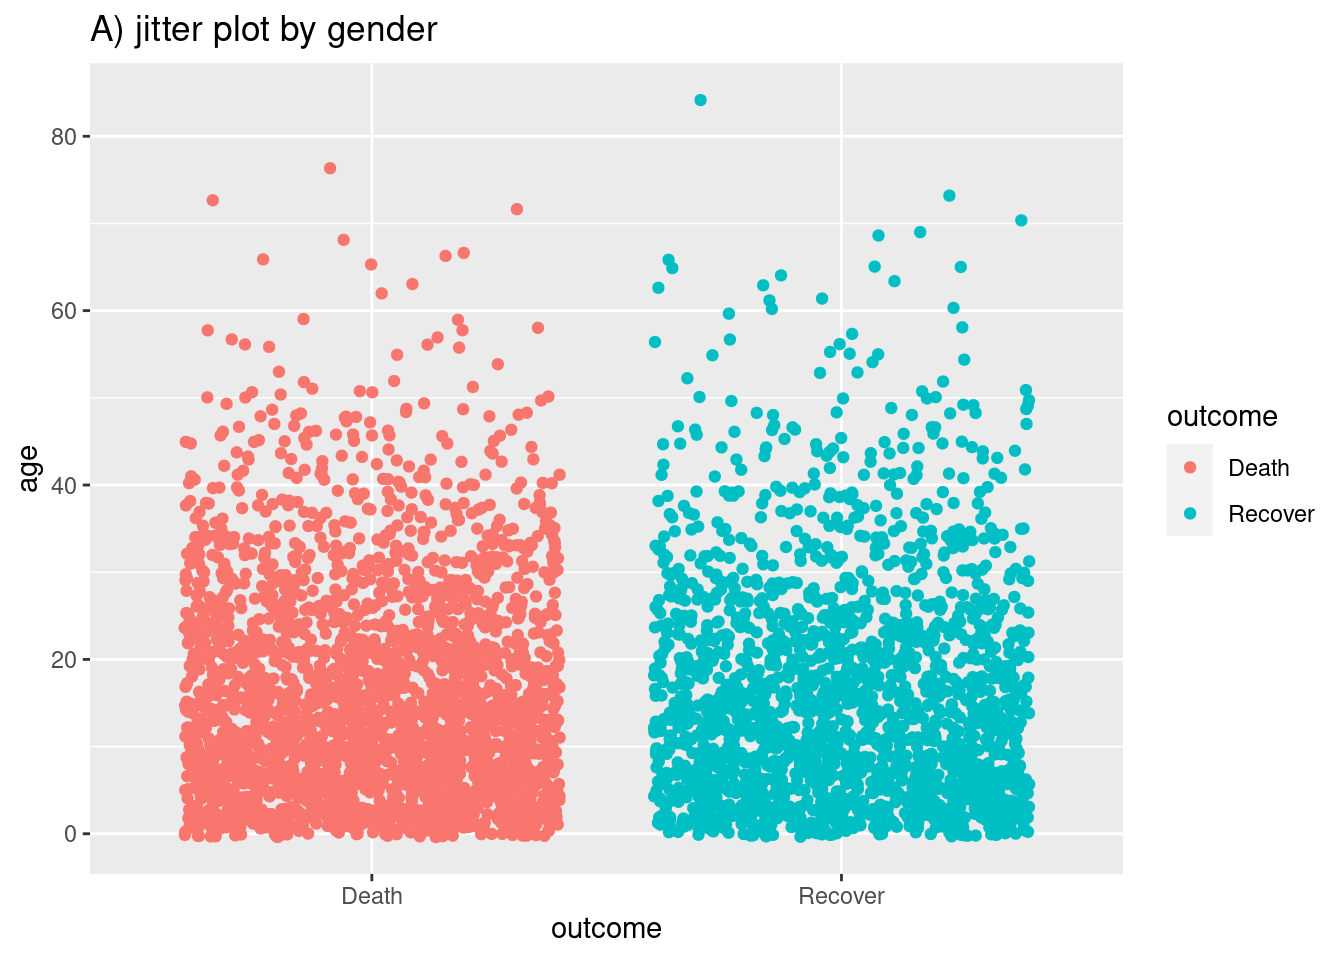 A) jitter plot by gender
age
80
60
40
20
0
Death
Recover
outcome
outcome
Death
Recover